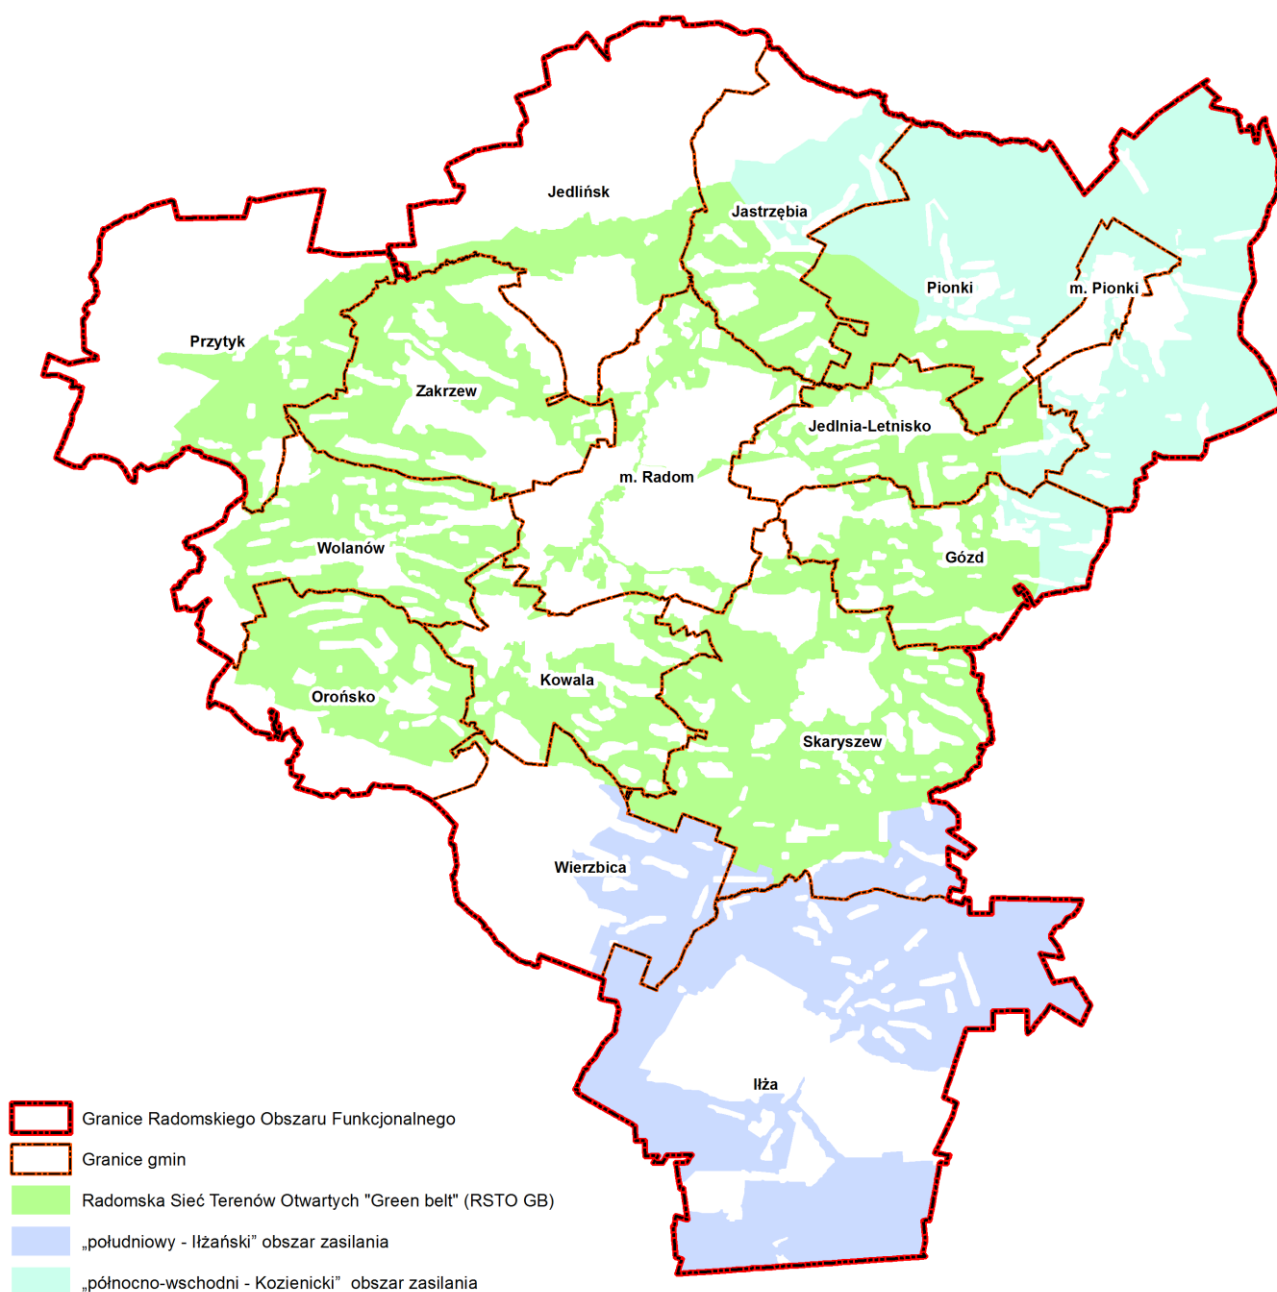 Jedlińsk
Jastrzębia
Pionki
m. Pionki
Przytyk
Zakrzew
Jedlnia-Letnisko
m. Radom
Wolanów
Gózd
Kowala
Orońsko
Skaryszew
Wierzbica
Iłża
Granice Radomskiego Obszaru Funkcjonalnego
Granice gmin
Radomska Sieć Terenów Otwartych "Green belt" (RSTO GB)
„południowy - Iłżański” obszar zasilania
„północno-wschodni - Kozienicki” obszar zasilania